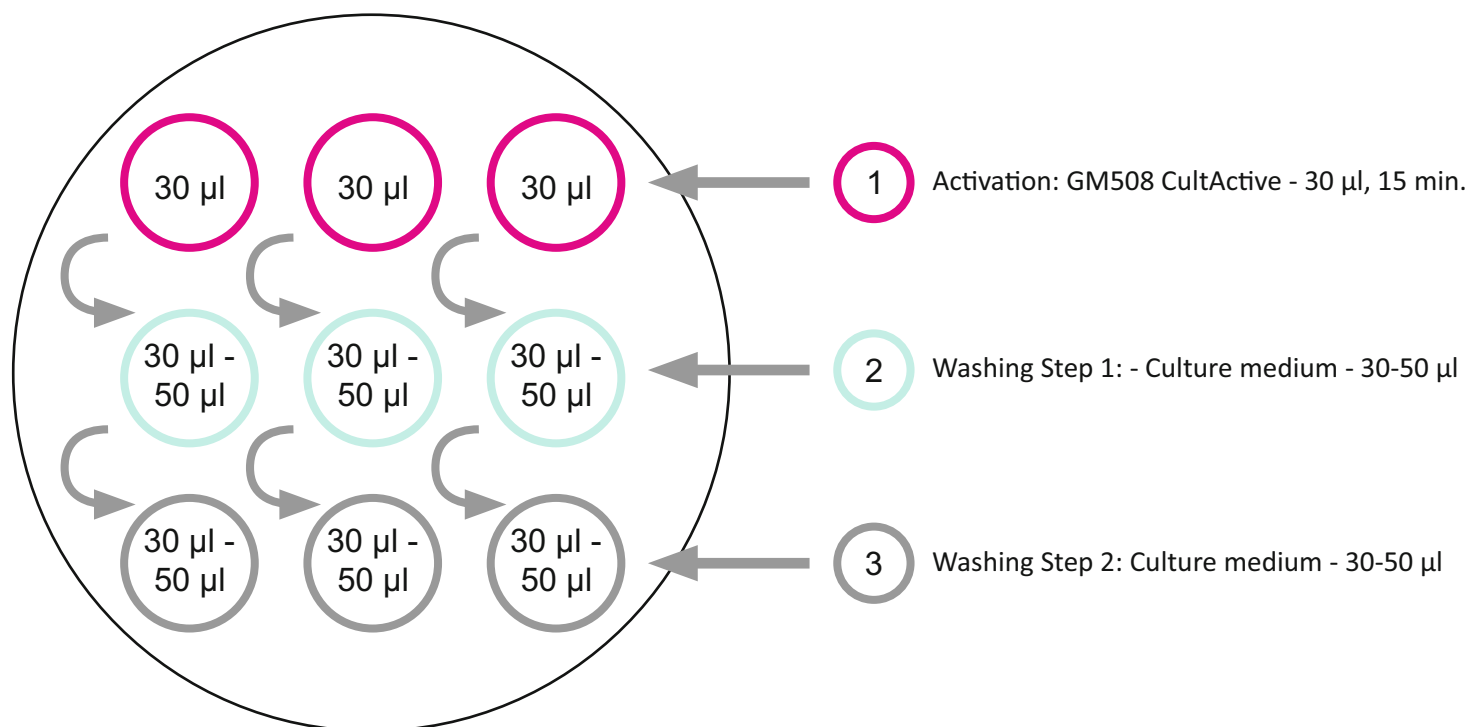 30 µl 30 µl 30 µl
1 Activation: GM508 CultActive - 30 µl, 15 min.
30 µl -
50 µl
30 µl -
50 µl
30 µl -
50 µl
2 Washing Step 1: - Culture medium - 30-50 µl
30 µl -
50 µl
30 µl -
50 µl
30 µl -
50 µl
3 Washing Step 2: Culture medium - 30-50 µl